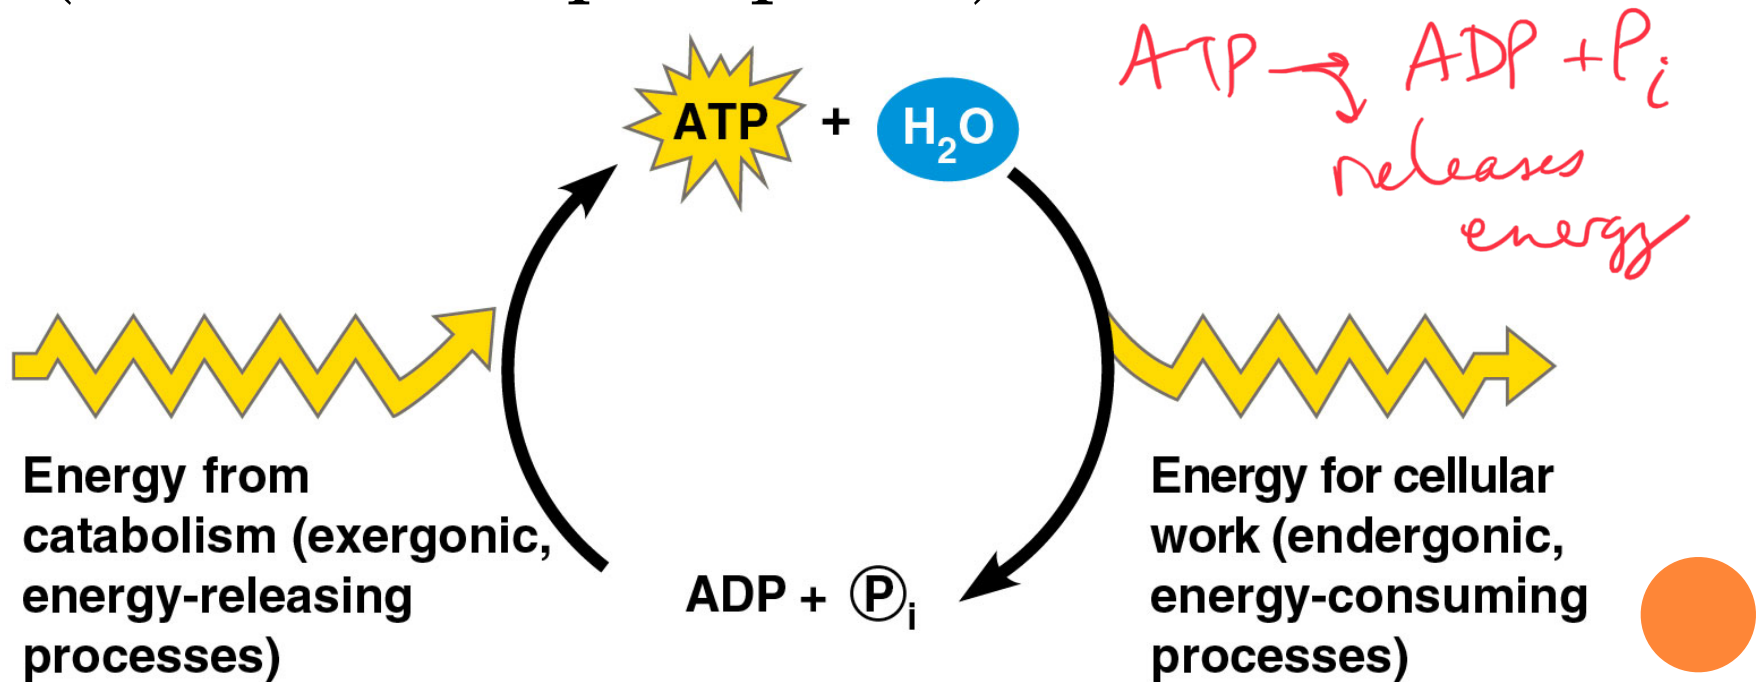 ATP + H₂O
ATP → ADP + Pi
releases
energy
Energy from
catabolism (exergonic,
energy-releasing
processes)
ADP + Pi
Energy for cellular
work (endergonic,
energy-consuming
processes)